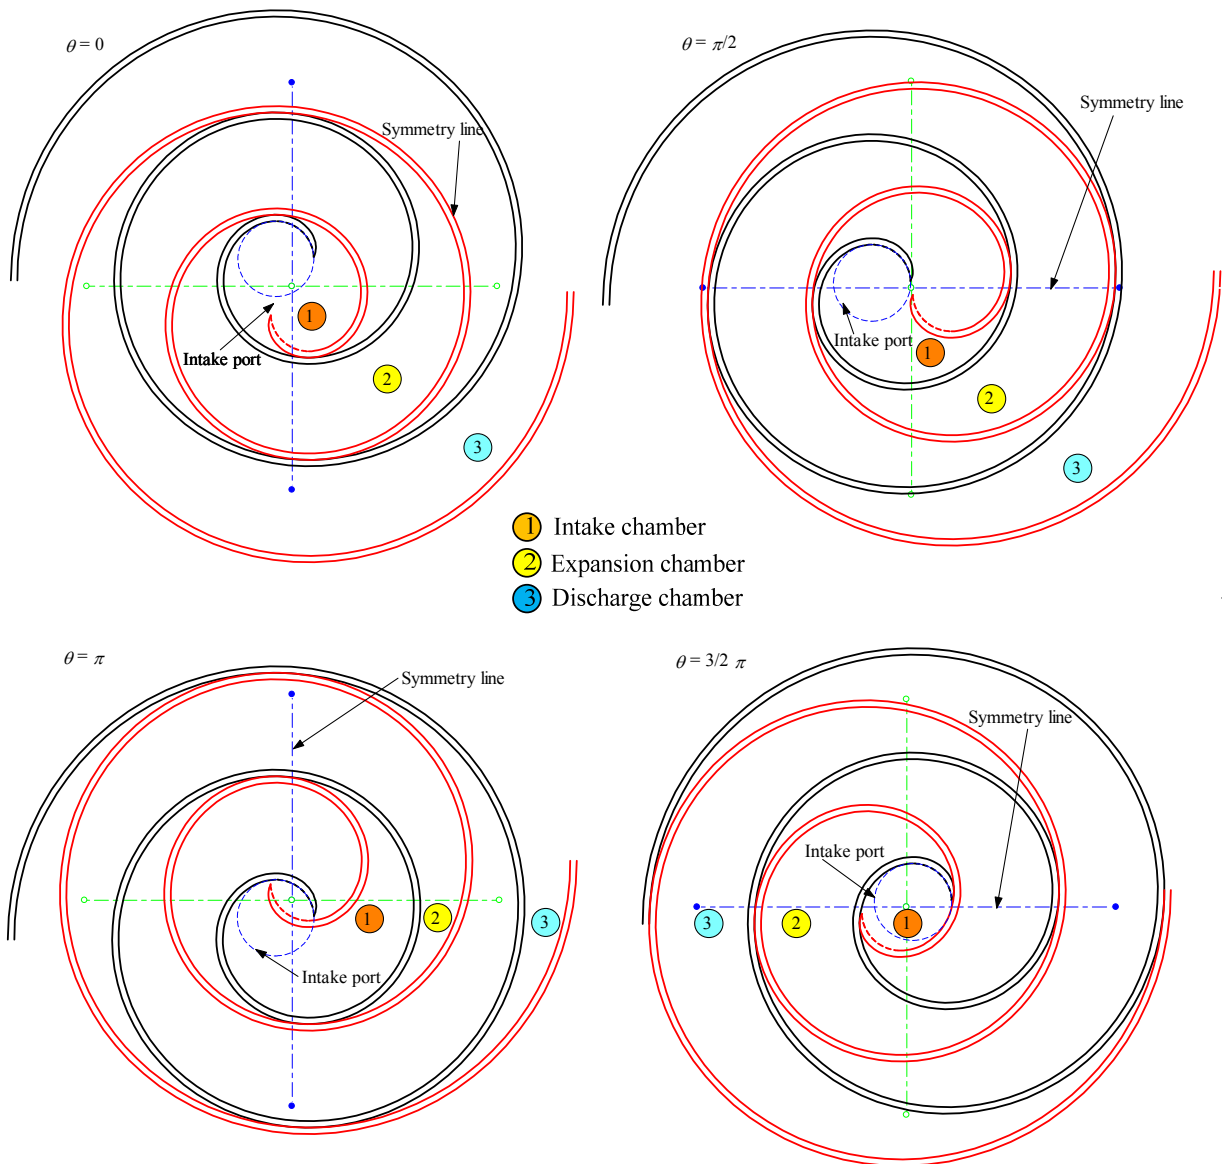 θ = 0
Symmetry line
1
Intake port
2
3
θ = π/2
Symmetry line
Intake port
1
2
3
1 Intake chamber
2 Expansion chamber
3 Discharge chamber
θ = π
Symmetry line
1
2
3
Intake port
θ = 3/2 π
Symmetry line
Intake port
3
2
1